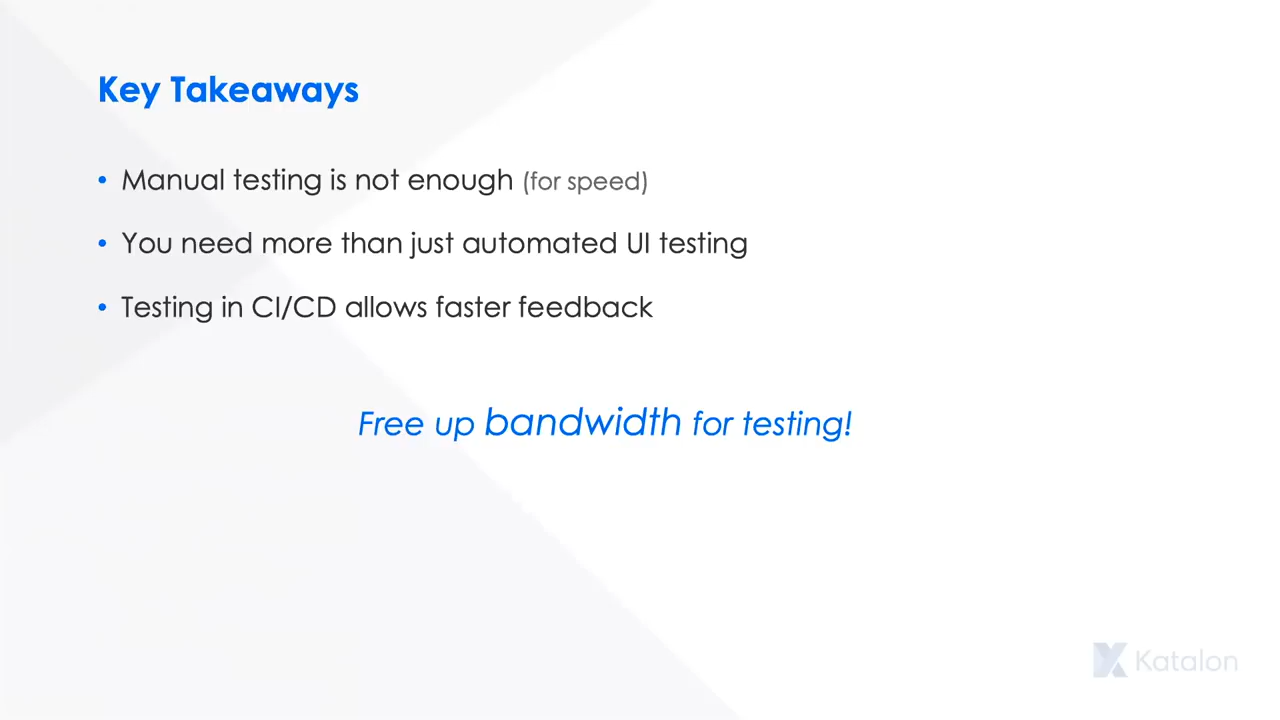 Key Takeaways
• Manual testing is not enough (for speed)
• You need more than just automated UI testing
• Testing in CI/CD allows faster feedback
Free up bandwidth for testing!
Katalon